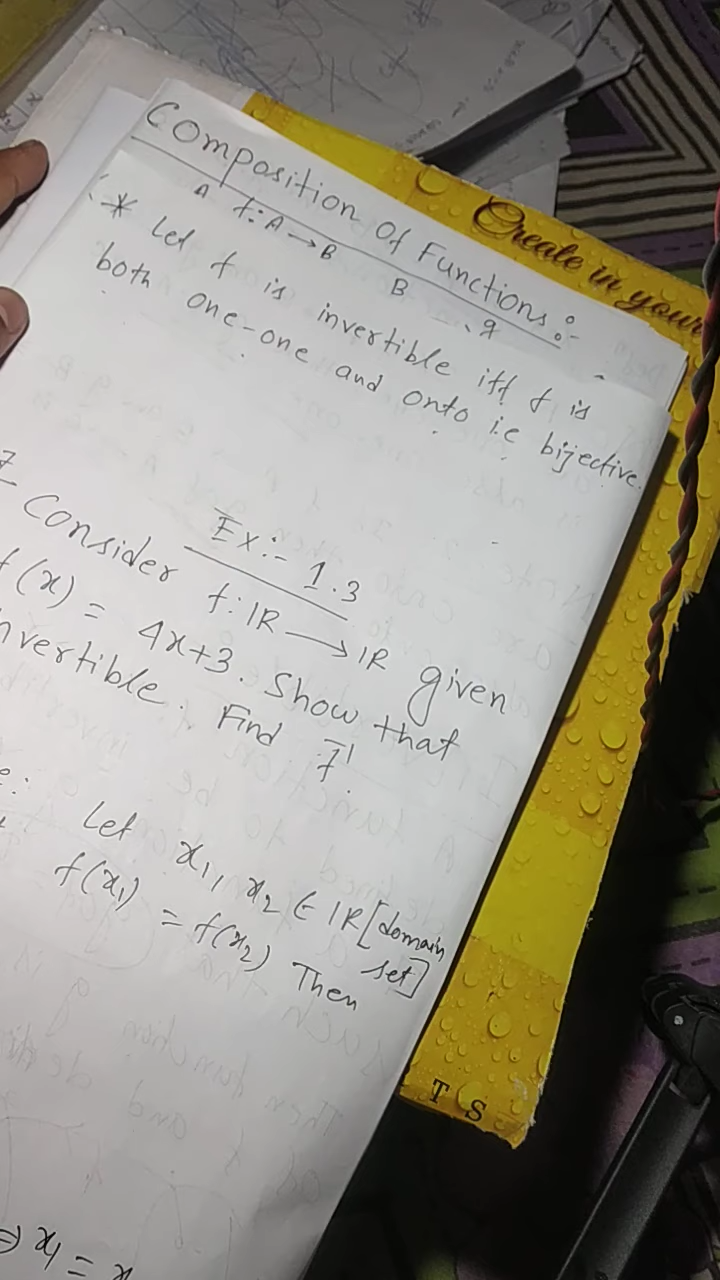 Composition Of Functions :-
A f: A → B B g
* Let f is invertible iff f is
both one-one and onto i.e bijective.
Ex:- 1.3
Consider f: IR → IR given
f(x) = 4x+3. Show that
nvertible. Find f⁻¹.
e: Let x₁, x₂ ∈ IR [domain
set]
f(x₁) = f(x₂) Then
⇒ x₁ = x
Create in your
T S